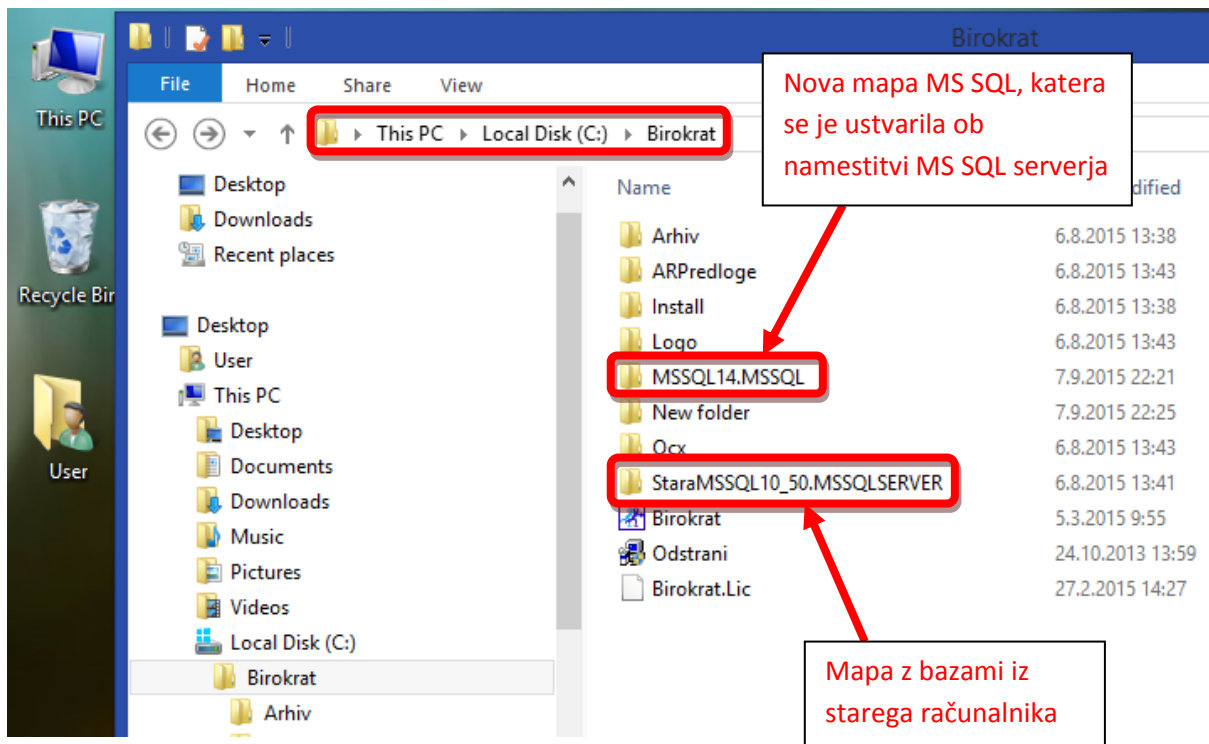 This PC
Recycle Bin
User
Birokrat
File Home Share View
This PC Local Disk (C:) Birokrat
Nova mapa MS SQL, katera
se je ustvarila ob
namestitvi MS SQL serverja
Desktop
Downloads
Recent places
Desktop
User
This PC
Desktop
Documents
Downloads
Music
Pictures
Videos
Local Disk (C:)
Birokrat
Arhiv
Name dified
Arhiv 6.8.2015 13:38
ARPredloge 6.8.2015 13:43
Install 6.8.2015 13:38
Logo 6.8.2015 13:43
MSSQL14.MSSQL 7.9.2015 22:21
New folder 7.9.2015 22:25
Ocx 6.8.2015 13:43
StaraMSSQL10_50.MSSQLSERVER 6.8.2015 13:41
Birokrat 5.3.2015 9:55
Odstrani 24.10.2013 13:59
Birokrat.Lic 27.2.2015 14:27
Mapa z bazami iz
starega računalnika